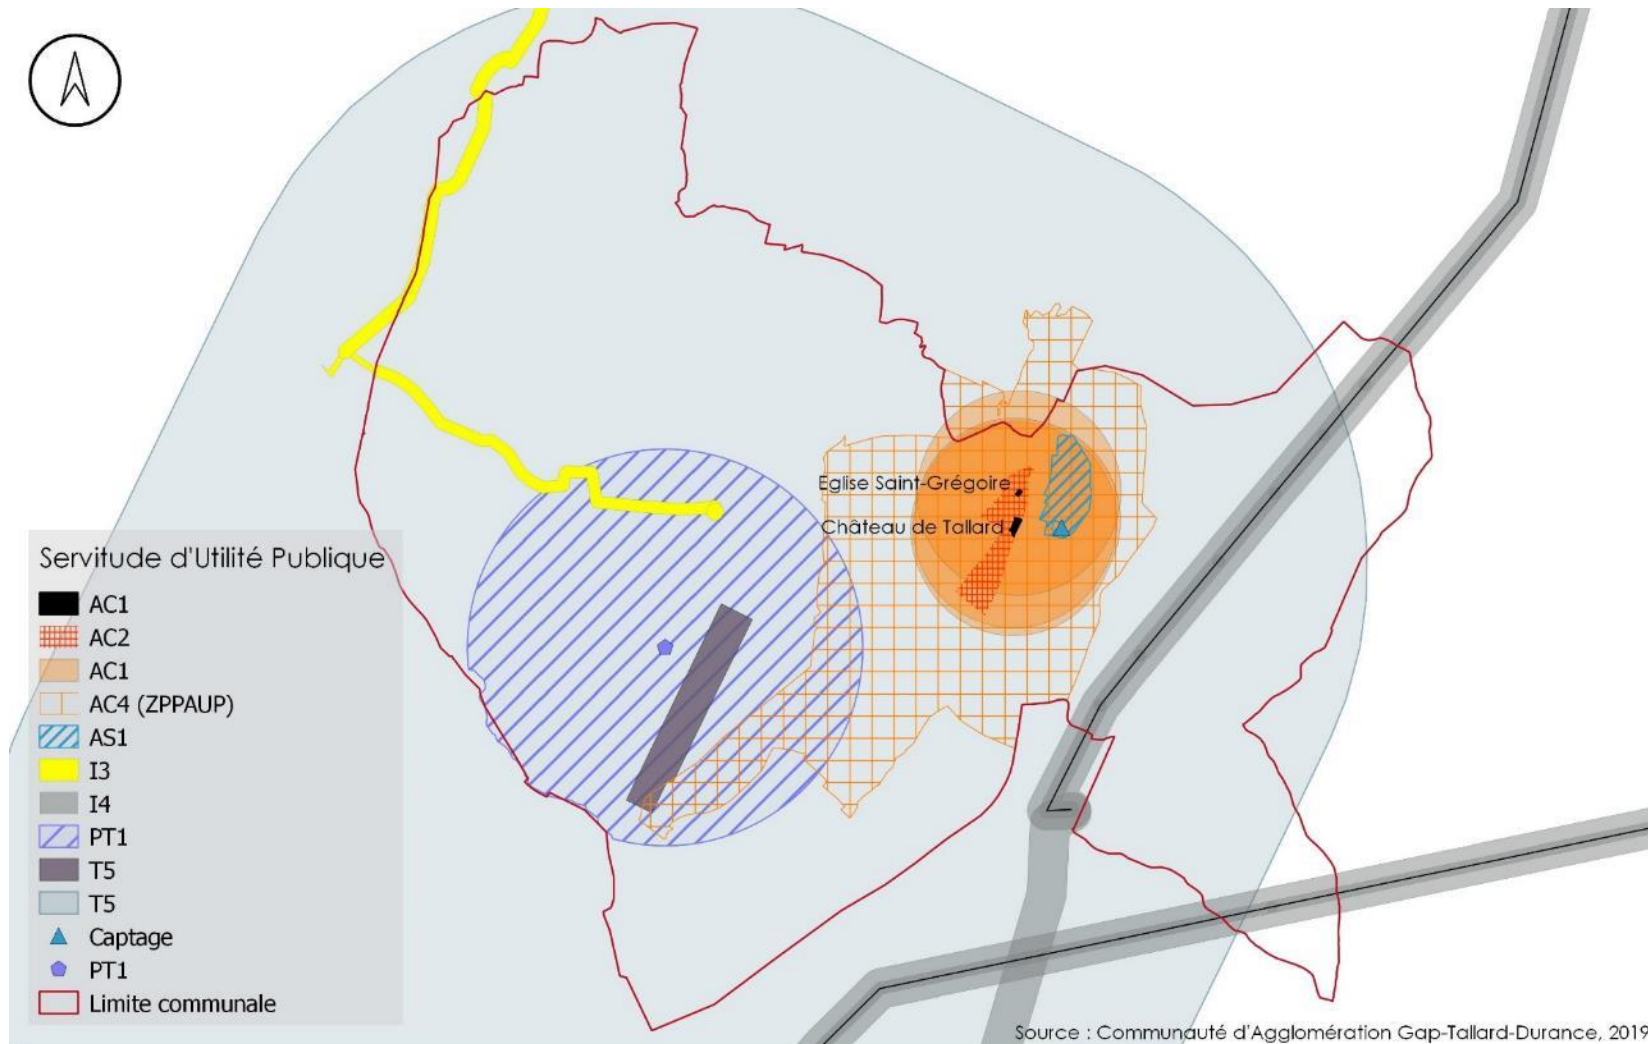 Eglise Saint-Grégoire
Château de Tallard
Servitude d'Utilité Publique
AC1
AC2
AC1
AC4 (ZPPAUP)
AS1
I3
I4
PT1
T5
T5
Captage
PT1
Limite communale
Source : Communauté d'Agglomération Gap-Tallard-Durance, 2019